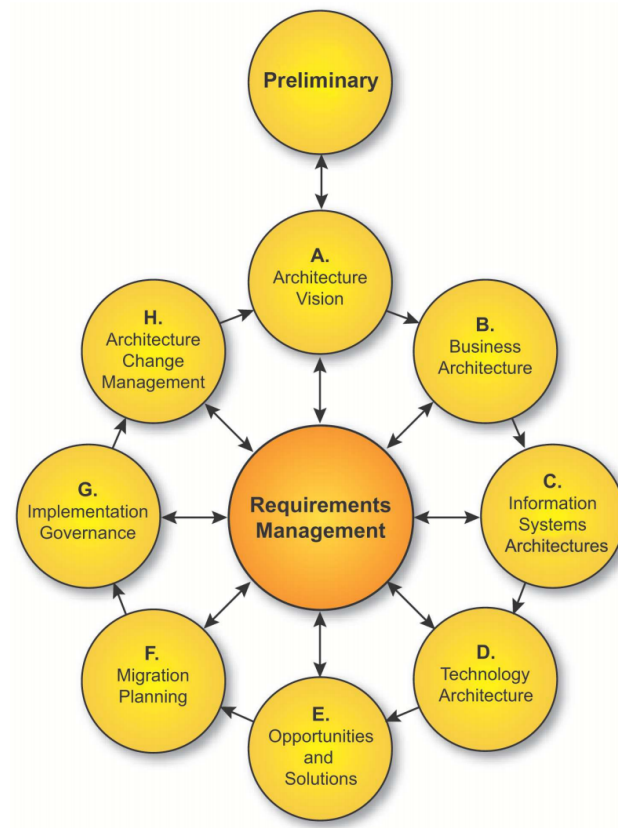 Preliminary
A.
Architecture
Vision
B.
Business
Architecture
C.
Information
Systems
Architectures
D.
Technology
Architecture
E.
Opportunities
and
Solutions
F.
Migration
Planning
G.
Implementation
Governance
H.
Architecture
Change
Management
Requirements
Management